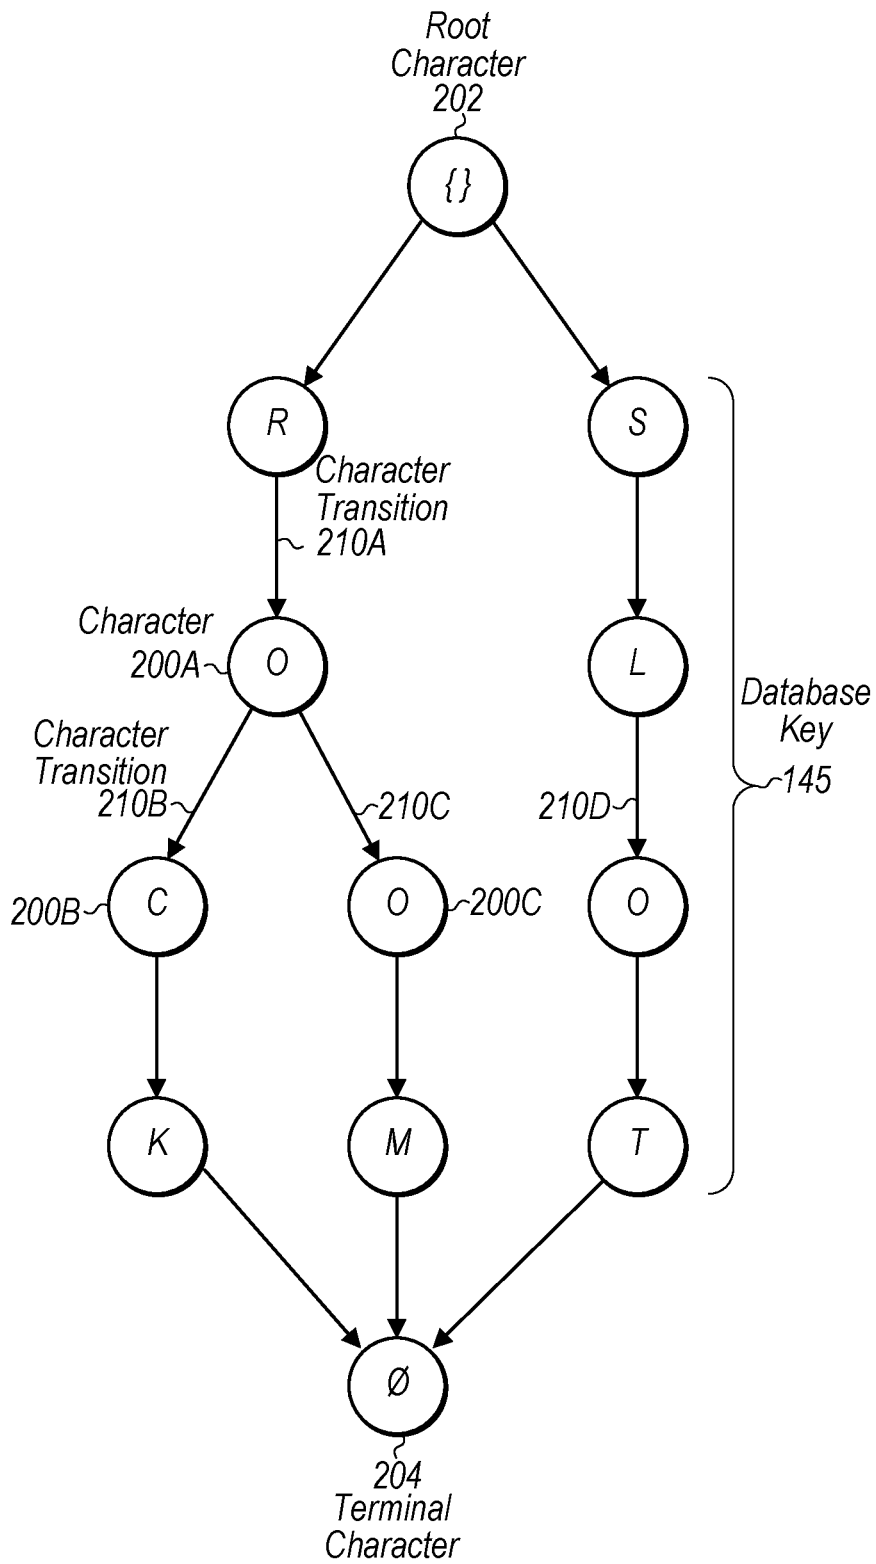 Root
Character
202
{ }
R
S
Character
Transition
210A
Character
200A
O
L
Database
Key
145
Character
Transition
210B
210C
210D
200B
C
O
200C
O
K
M
T
Ø
204
Terminal
Character